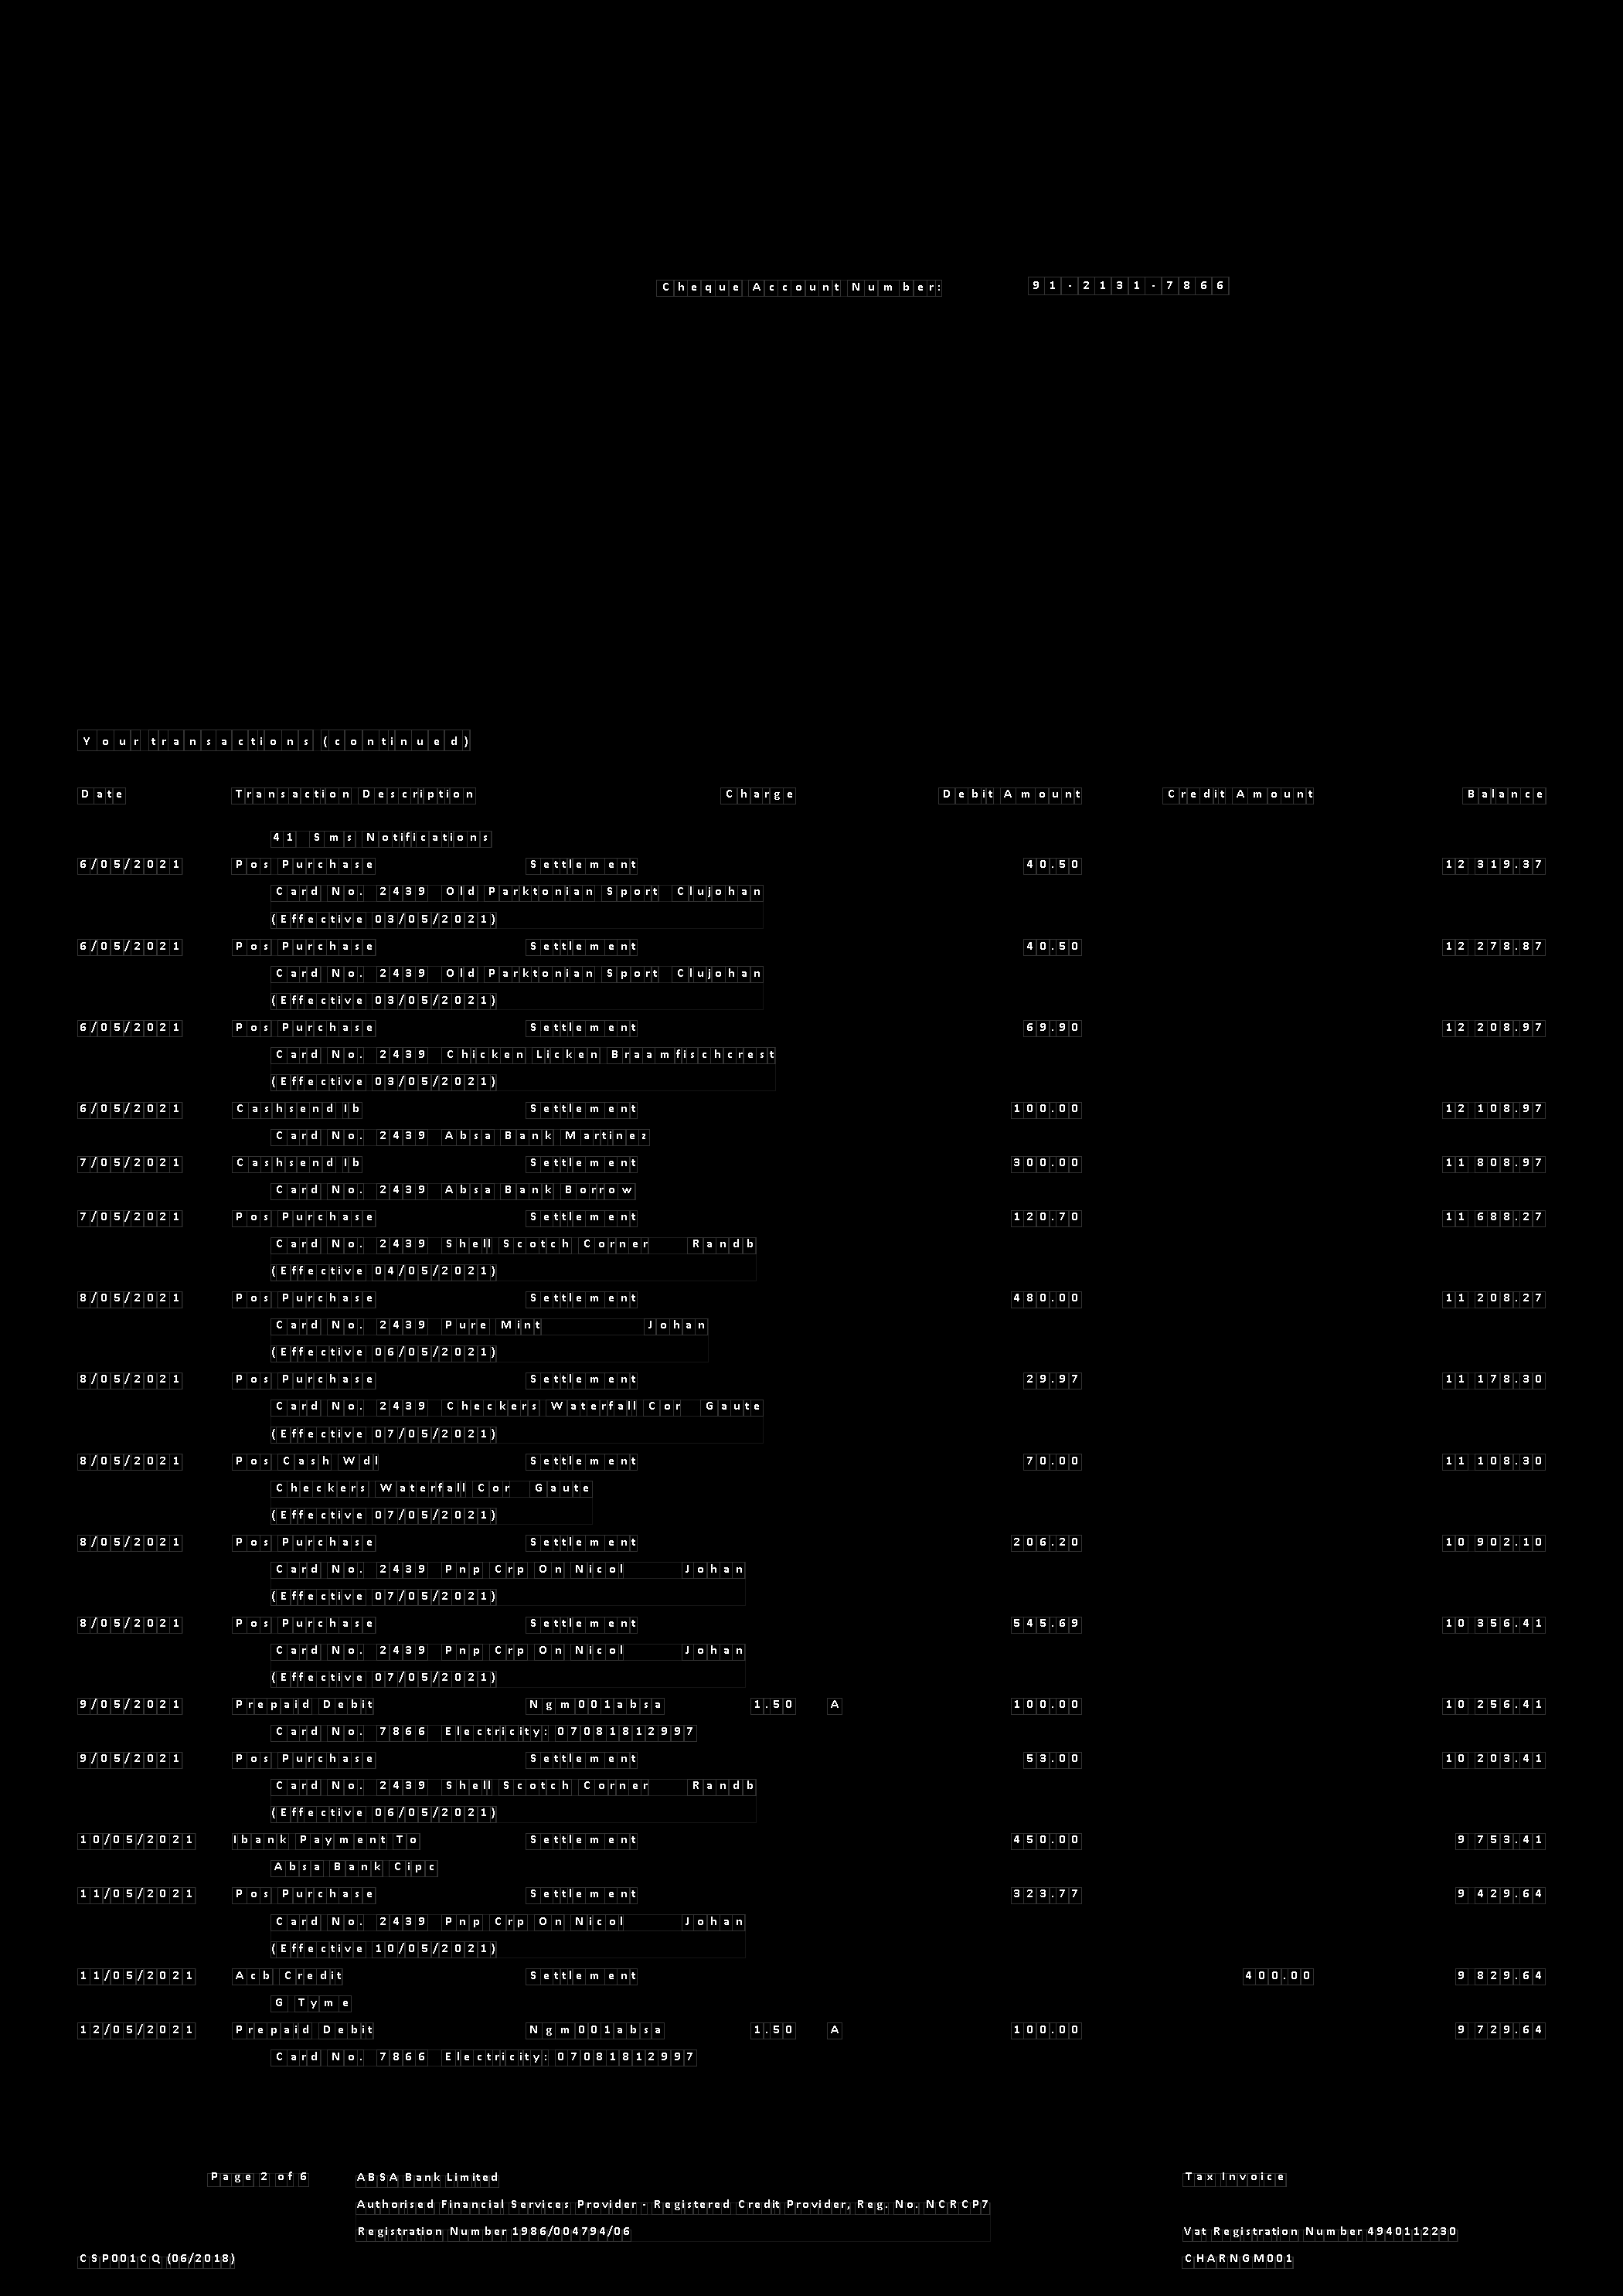 Cheque Account Number: 91-2131-7866
Your transactions (continued)
Date Transaction Description Charge Debit Amount Credit Amount Balance
41 Sms Notifications
6/05/2021 Pos Purchase Settlement 40.50 12 319.37
Card No. 2439 Old Parktonian Sport Clujohan
(Effective 03/05/2021)
6/05/2021 Pos Purchase Settlement 40.50 12 278.87
Card No. 2439 Old Parktonian Sport Clujohan
(Effective 03/05/2021)
6/05/2021 Pos Purchase Settlement 69.90 12 208.97
Card No. 2439 Chicken Licken Braamfischcrest
(Effective 03/05/2021)
6/05/2021 Cashsend Ib Settlement 100.00 12 108.97
Card No. 2439 Absa Bank Martinez
7/05/2021 Cashsend Ib Settlement 300.00 11 808.97
Card No. 2439 Absa Bank Borrow
7/05/2021 Pos Purchase Settlement 120.70 11 688.27
Card No. 2439 Shell Scotch Corner Randb
(Effective 04/05/2021)
8/05/2021 Pos Purchase Settlement 480.00 11 208.27
Card No. 2439 Pure Mint Johan
(Effective 06/05/2021)
8/05/2021 Pos Purchase Settlement 29.97 11 178.30
Card No. 2439 Checkers Waterfall Cor Gaute
(Effective 07/05/2021)
8/05/2021 Pos Cash Wdl Settlement 70.00 11 108.30
Checkers Waterfall Cor Gaute
(Effective 07/05/2021)
8/05/2021 Pos Purchase Settlement 206.20 10 902.10
Card No. 2439 Pnp Crp On Nicol Johan
(Effective 07/05/2021)
8/05/2021 Pos Purchase Settlement 545.69 10 356.41
Card No. 2439 Pnp Crp On Nicol Johan
(Effective 07/05/2021)
9/05/2021 Prepaid Debit Ngm001absa 1.50 A 100.00 10 256.41
Card No. 7866 Electricity: 07081812997
9/05/2021 Pos Purchase Settlement 53.00 10 203.41
Card No. 2439 Shell Scotch Corner Randb
(Effective 06/05/2021)
10/05/2021 Ibank Payment To Settlement 450.00 9 753.41
Absa Bank Cipc
11/05/2021 Pos Purchase Settlement 323.77 9 429.64
Card No. 2439 Pnp Crp On Nicol Johan
(Effective 10/05/2021)
11/05/2021 Acb Credit Settlement 400.00 9 829.64
G Tyme
12/05/2021 Prepaid Debit Ngm001absa 1.50 A 100.00 9 729.64
Card No. 7866 Electricity: 07081812997
Page 2 of 6 ABSA Bank Limited Tax Invoice
Authorised Financial Services Provider - Registered Credit Provider, Reg. No. NCRCP7
Registration Number 1986/004794/06 Vat Registration Number 4940112230
CSP001CQ (06/2018) CHARNGM001